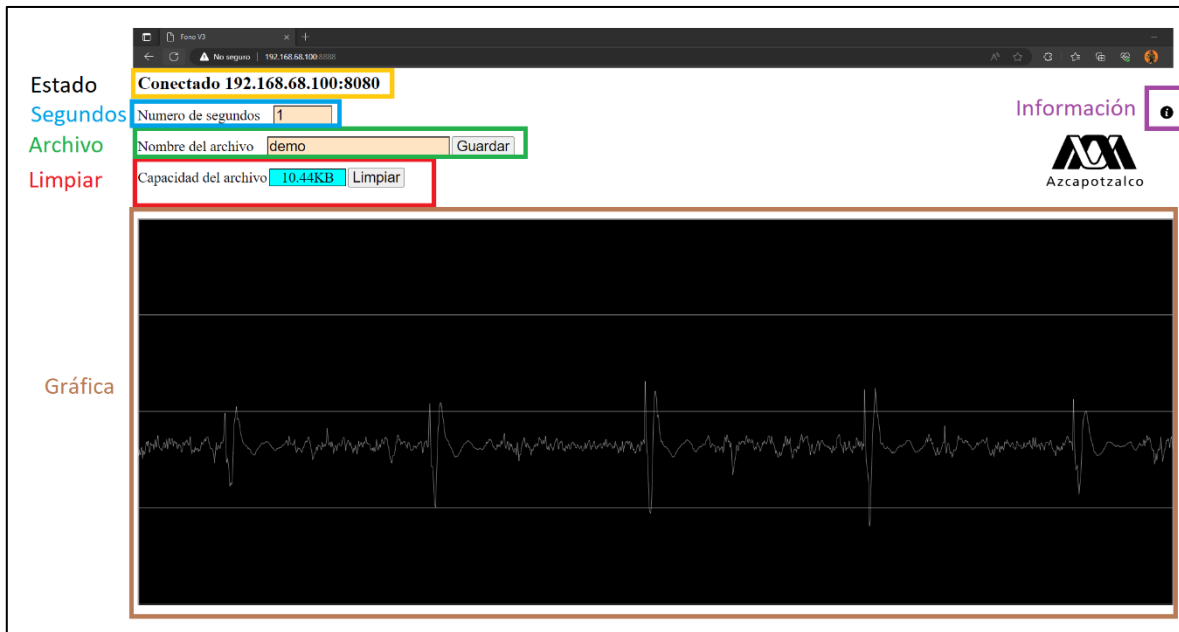 Fono V3
No seguro | 192.168.68.100:8888
Estado
Conectado 192.168.68.100:8080
Segundos
Numero de segundos 1
Información
Archivo
Nombre del archivo demo Guardar
Limpiar
Capacidad del archivo 10.44KB Limpiar
Azcapotzalco
Gráfica